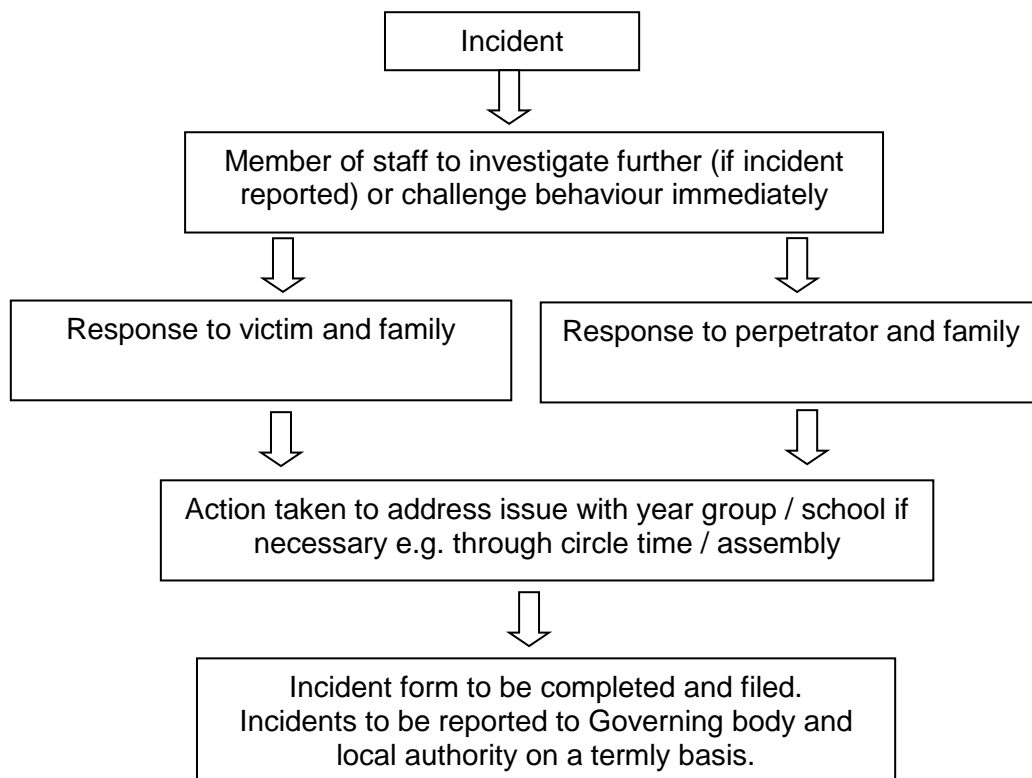 Incident
Member of staff to investigate further (if incident
reported) or challenge behaviour immediately
Response to victim and family
Response to perpetrator and family
Action taken to address issue with year group / school if
necessary e.g. through circle time / assembly
Incident form to be completed and filed.
Incidents to be reported to Governing body and
local authority on a termly basis.